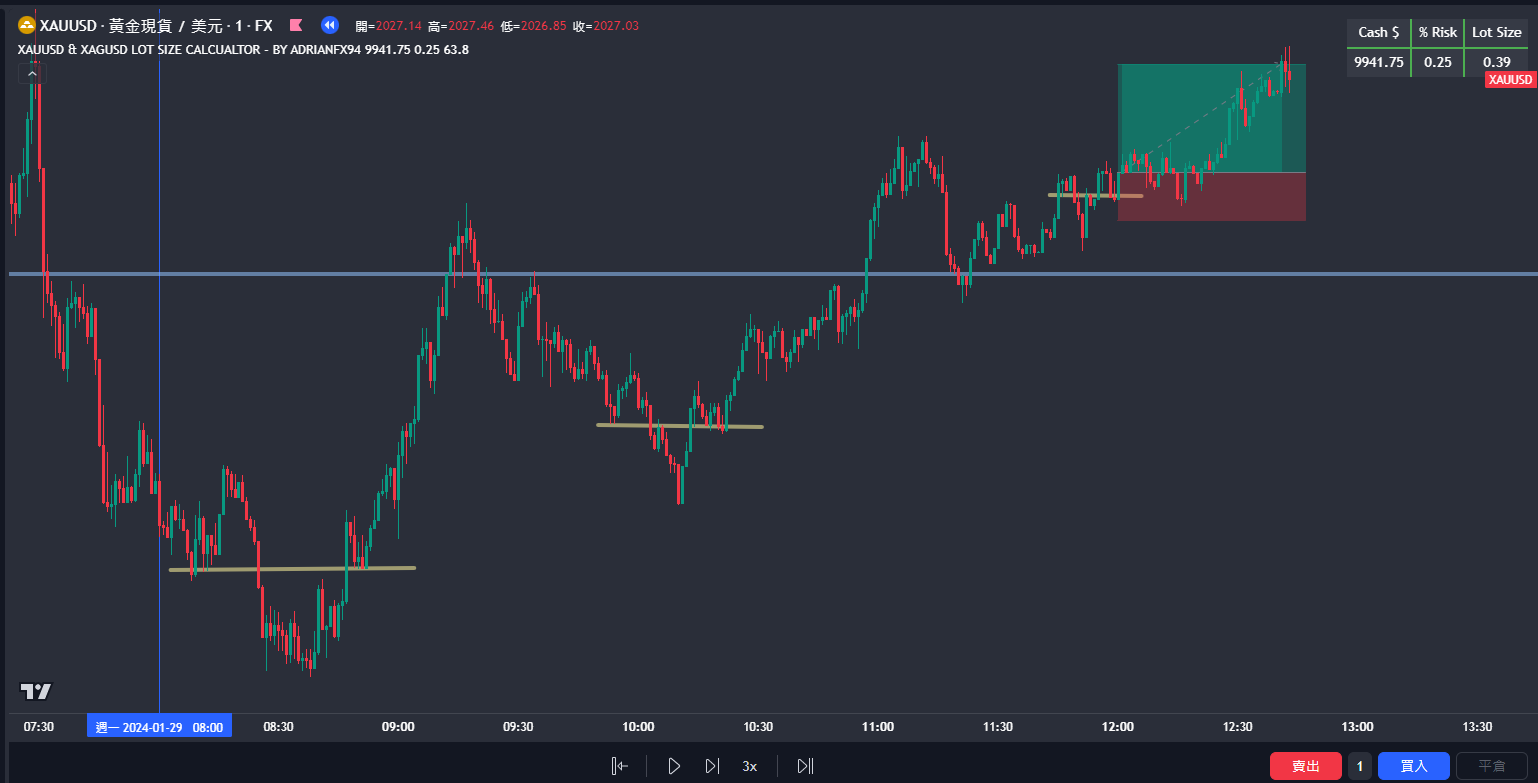 XAUUSD · 黃金現貨 / 美元 · 1 · FX 開=2027.14 高=2027.46 低=2026.85 收=2027.03
XAUUSD & XAGUSD LOT SIZE CALCUALTOR - BY ADRIANFX94 9941.75 0.25 63.8
Cash $ % Risk Lot Size
9941.75 0.25 0.39
XAUUSD
07:30 週一 2024-01-29 08:00 08:30 09:00 09:30 10:00 10:30 11:00 11:30 12:00 12:30 13:00 13:30
3x
賣出 1 買入 平倉